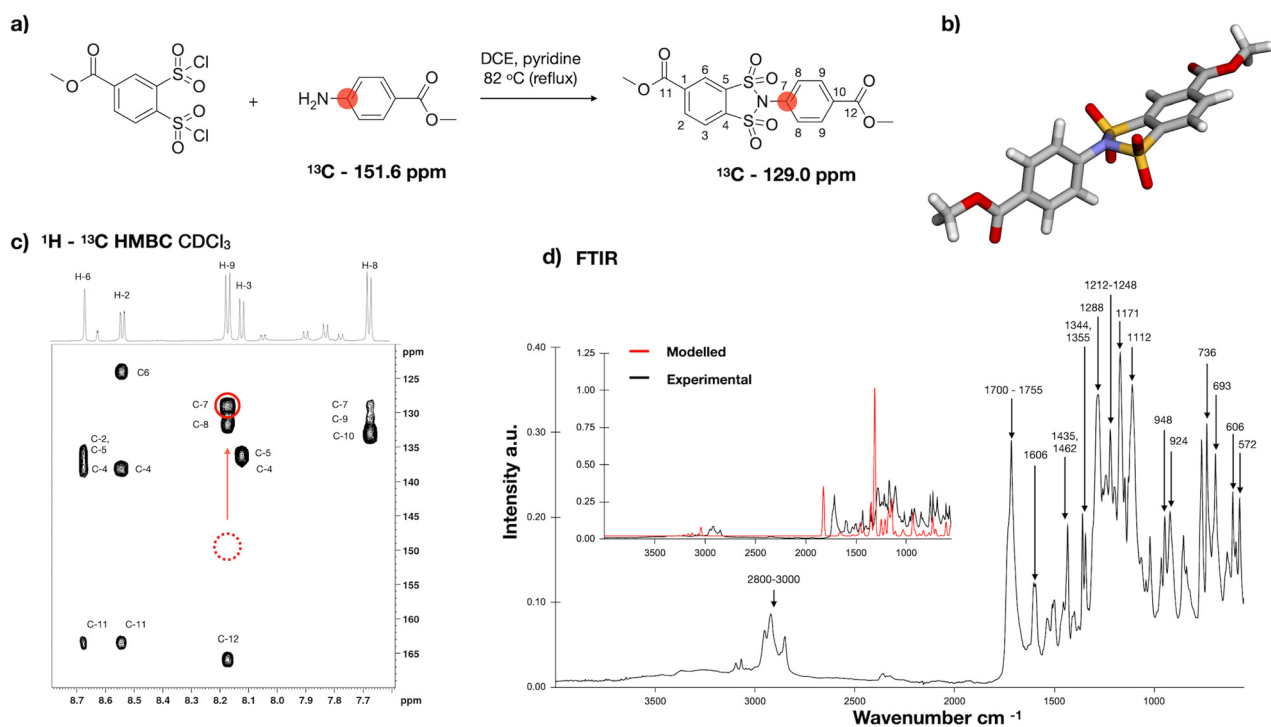 a)
b)
O
O
S
Cl
O
O
O
S
Cl
O
O
+
H₂N
O
O
¹³C - 151.6 ppm
DCE, pyridine
82 ºC (reflux)
O
O
11
1
6
5
2
3
4
O
O
S
N
S
O
O
7
8
9
8
9
10
O
12
O
¹³C - 129.0 ppm
c) ¹H - ¹³C HMBC CDCl₃
H-6
H-2
H-9
H-3
H-8
ppm
C6
125
C-7
C-7
130
C-8
C-9
C-10
C-2,
C-5
C-5
135
C-4
C-4
C-4
140
145
150
155
160
C-11
C-11
C-12
165
8.7 8.6 8.5 8.4 8.3 8.2 8.1 8.0 7.9 7.8 7.7
ppm
d) FTIR
Intensity a.u.
0.40
0.30
0.20
0.10
0.00
1.25
1.00
0.75
0.50
0.25
0.00
Modelled
Experimental
3500 3000 2500 2000 1500 1000
2800-3000
1700 - 1755
1606
1435,
1462
1344,
1355
1288
1212-1248
1171
1112
948
924
736
693
606
572
3500 3000 2500 2000 1500 1000
Wavenumber cm ⁻¹